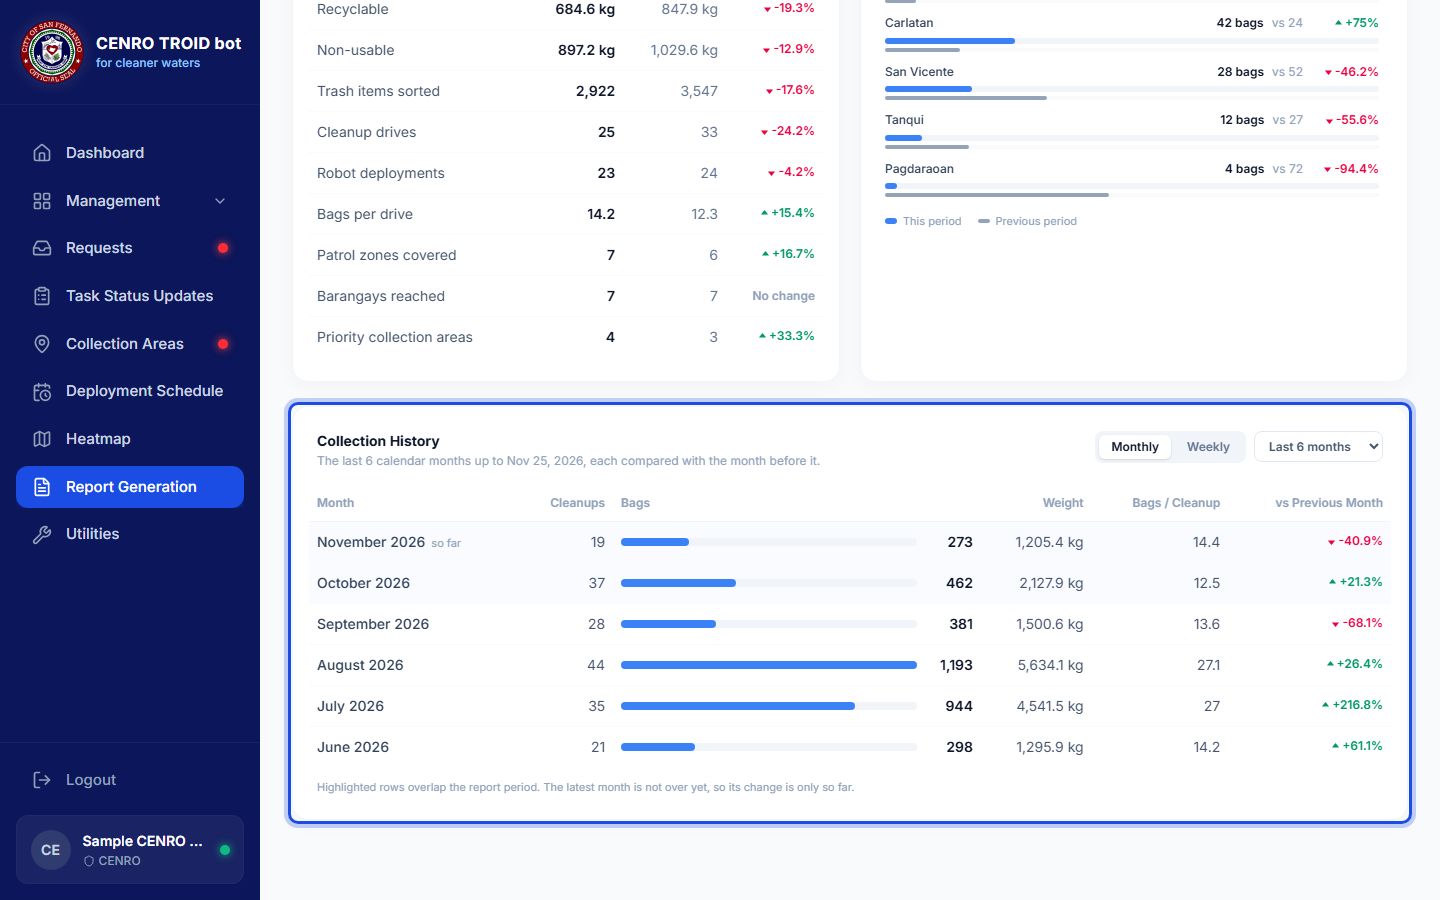 CITY OF SAN FERNANDO
OFFICIAL SEAL
CENRO TROID bot
for cleaner waters
Dashboard
Management
Requests
Task Status Updates
Collection Areas
Deployment Schedule
Heatmap
Report Generation
Utilities
Logout
CE
Sample CENRO ...
CENRO
Recyclable 684.6 kg 847.9 kg -19.3%
Non-usable 897.2 kg 1,029.6 kg -12.9%
Trash items sorted 2,922 3,547 -17.6%
Cleanup drives 25 33 -24.2%
Robot deployments 23 24 -4.2%
Bags per drive 14.2 12.3 +15.4%
Patrol zones covered 7 6 +16.7%
Barangays reached 7 7 No change
Priority collection areas 4 3 +33.3%
Carlatan 42 bags vs 24 +75%
San Vicente 28 bags vs 52 -46.2%
Tanqui 12 bags vs 27 -55.6%
Pagdaraoan 4 bags vs 72 -94.4%
This period Previous period
Collection History
The last 6 calendar months up to Nov 25, 2026, each compared with the month before it.
Monthly Weekly Last 6 months
Month Cleanups Bags Weight Bags / Cleanup vs Previous Month
November 2026 so far 19 273 1,205.4 kg 14.4 -40.9%
October 2026 37 462 2,127.9 kg 12.5 +21.3%
September 2026 28 381 1,500.6 kg 13.6 -68.1%
August 2026 44 1,193 5,634.1 kg 27.1 +26.4%
July 2026 35 944 4,541.5 kg 27 +216.8%
June 2026 21 298 1,295.9 kg 14.2 +61.1%
Highlighted rows overlap the report period. The latest month is not over yet, so its change is only so far.